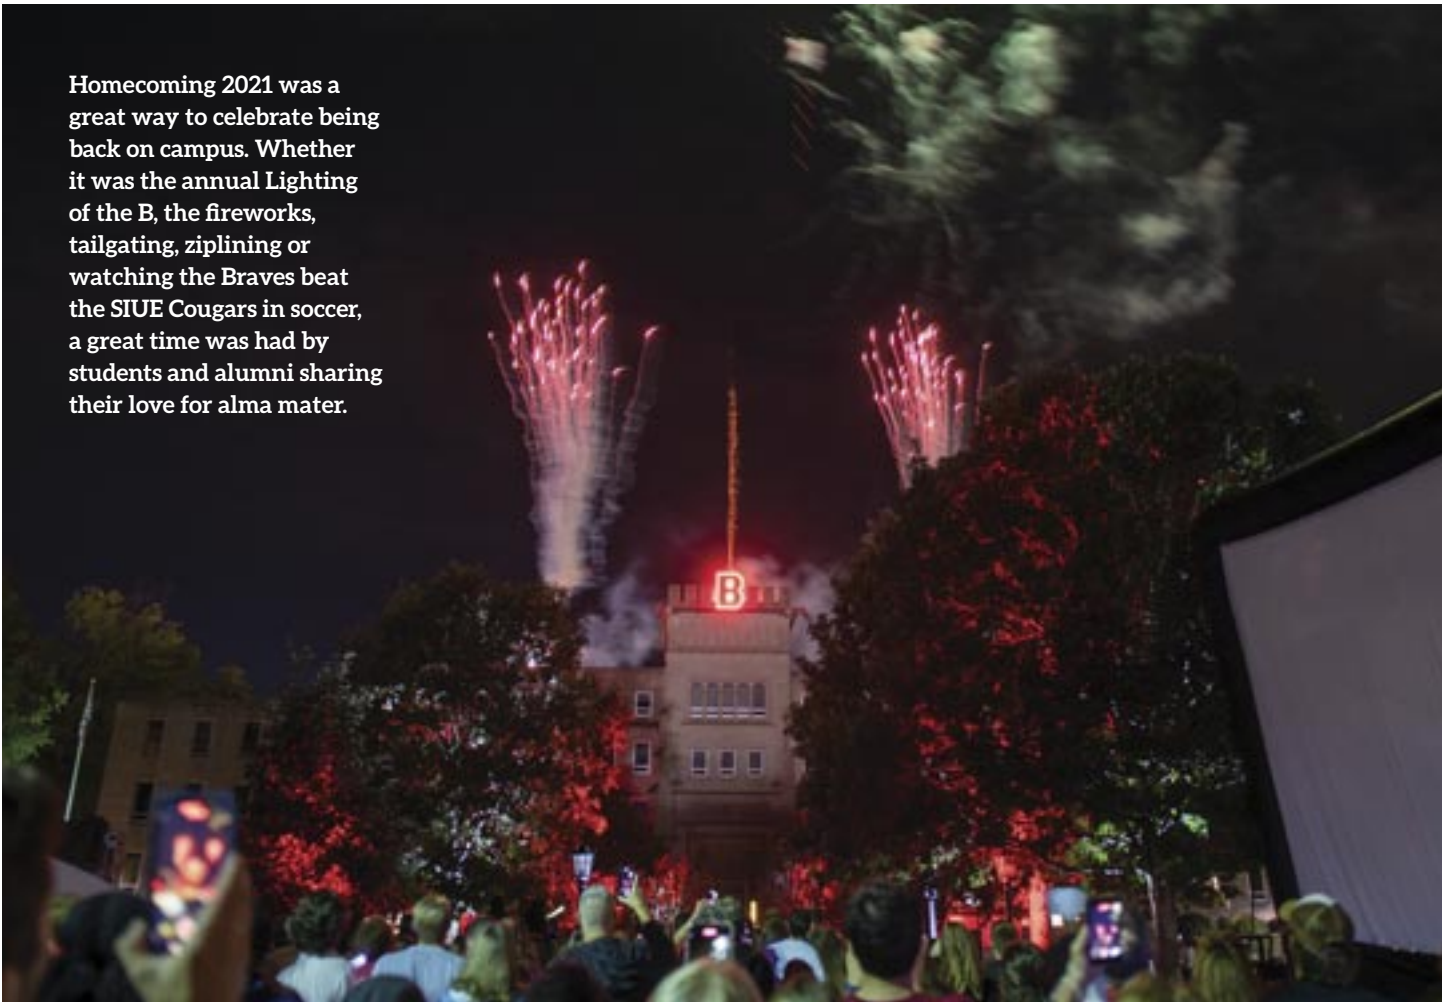 Homecoming 2021 was a
great way to celebrate being
back on campus. Whether
it was the annual Lighting
of the B, the fireworks,
tailgating, ziplining or
watching the Braves beat
the SIUE Cougars in soccer,
a great time was had by
students and alumni sharing
their love for alma mater.
B